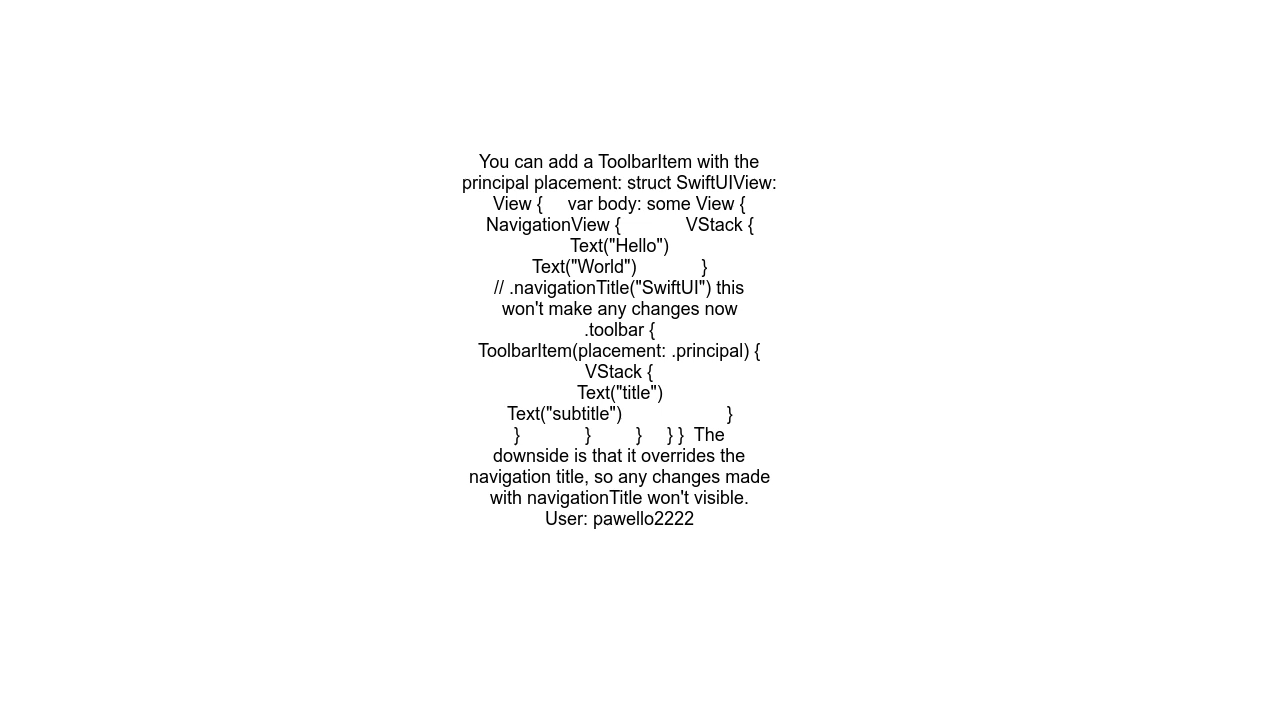 You can add a ToolbarItem with the
principal placement: struct SwiftUIView:
View {     var body: some View {
NavigationView {             VStack {
Text("Hello")
Text("World")             }
// .navigationTitle("SwiftUI") this
won't make any changes now
.toolbar {
ToolbarItem(placement: .principal) {
VStack {
Text("title")
Text("subtitle")                     }
}             }         }     } }  The
downside is that it overrides the
navigation title, so any changes made
with navigationTitle won't visible.
User: pawello2222